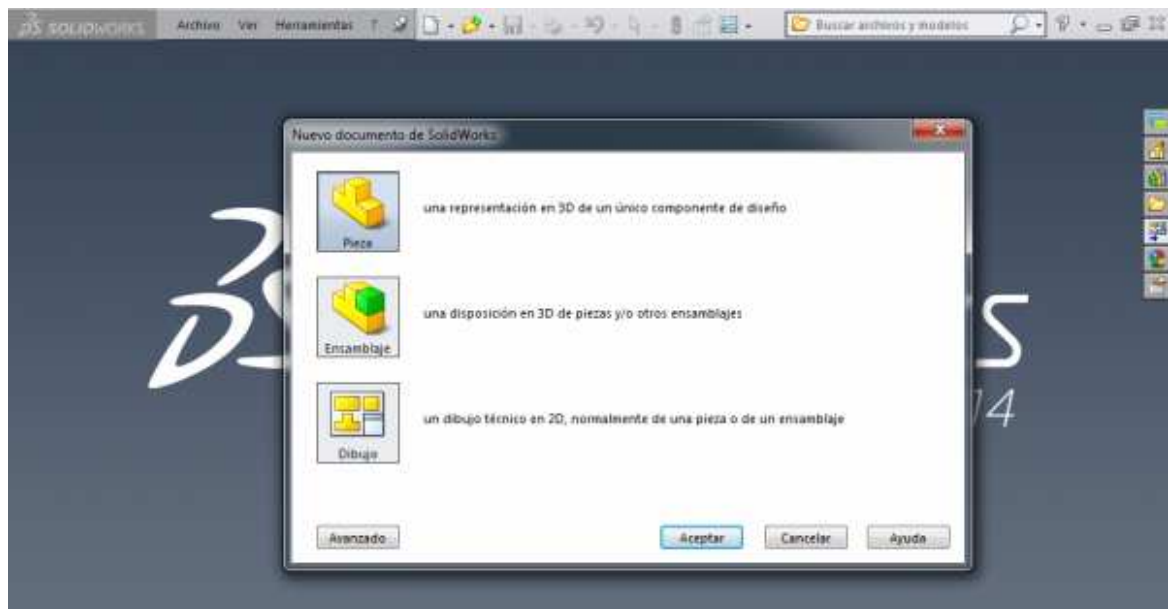 SOLIDWORKS Archivo Ver Herramientas ? Buscar archivos y modelos
Nuevo documento de SolidWorks
una representación en 3D de un único componente de diseño
Pieza
una disposición en 3D de piezas y/o otros ensamblajes
Ensamblaje
un dibujo técnico en 2D, normalmente de una pieza o de un ensamblaje
Dibujo
Avanzado Aceptar Cancelar Ayuda
DS S
14